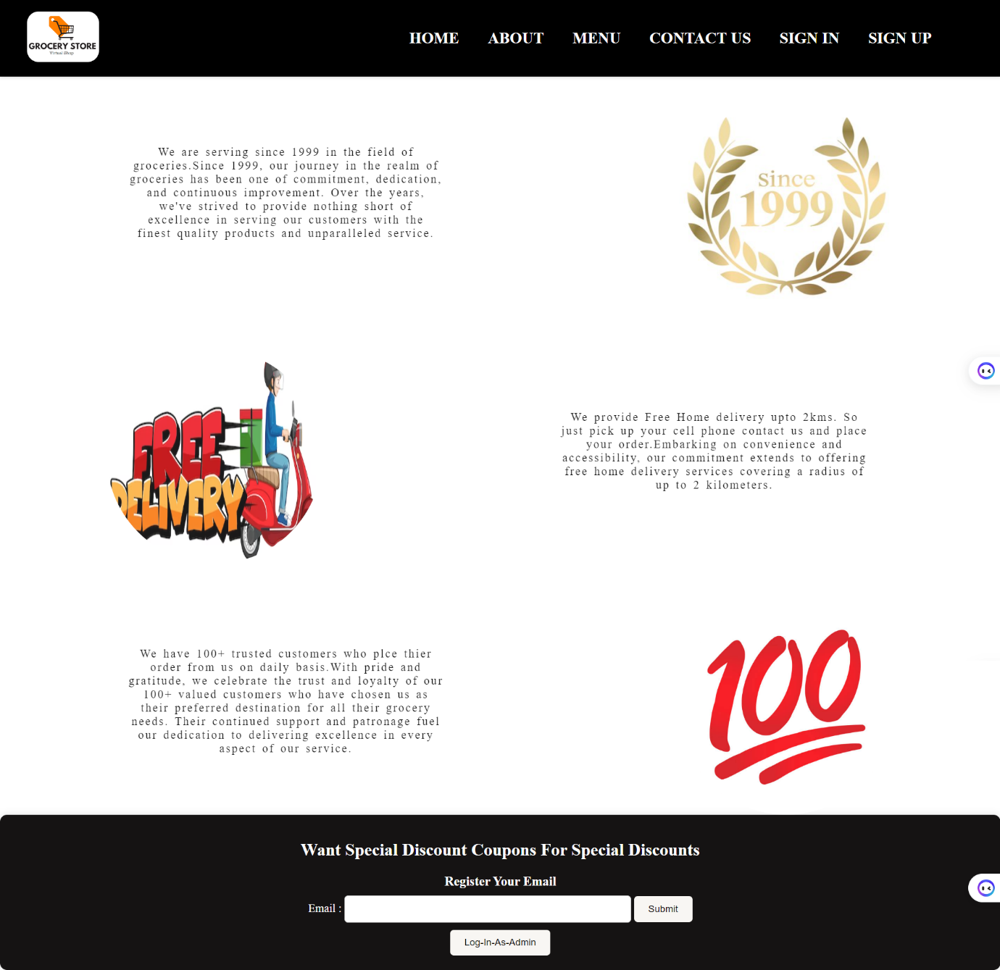 GROCERY STORE
Virtual Shop
HOME ABOUT MENU CONTACT US SIGN IN SIGN UP
We are serving since 1999 in the field of
groceries.Since 1999, our journey in the realm of
groceries has been one of commitment, dedication,
and continuous improvement. Over the years,
we've strived to provide nothing short of
excellence in serving our customers with the
finest quality products and unparalleled service.
since
1999
FREE
DELIVERY
We provide Free Home delivery upto 2kms. So
just pick up your cell phone contact us and place
your order.Embarking on convenience and
accessibility, our commitment extends to offering
free home delivery services covering a radius of
up to 2 kilometers.
We have 100+ trusted customers who plce thier
order from us on daily basis.With pride and
gratitude, we celebrate the trust and loyalty of our
100+ valued customers who have chosen us as
their preferred destination for all their grocery
needs. Their continued support and patronage fuel
our dedication to delivering excellence in every
aspect of our service.
100
Want Special Discount Coupons For Special Discounts
Register Your Email
Email : Submit
Log-In-As-Admin